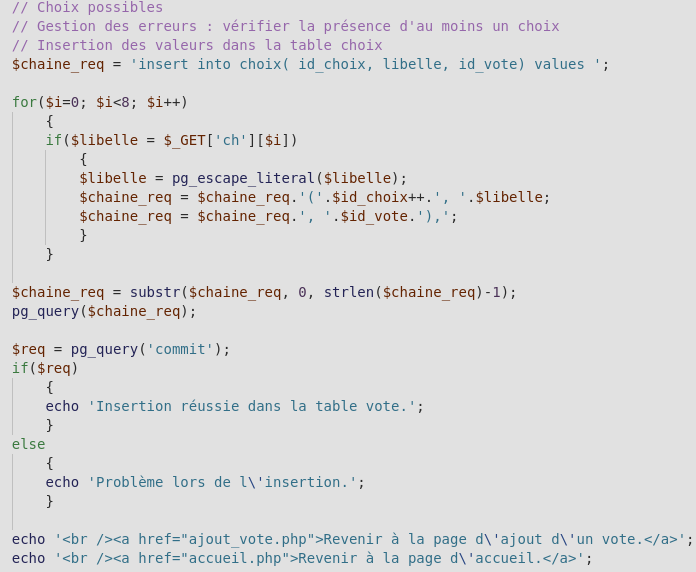 // Choix possibles
// Gestion des erreurs : vérifier la présence d'au moins un choix
// Insertion des valeurs dans la table choix
$chaine_req = 'insert into choix( id_choix, libelle, id_vote) values ';
for($i=0; $i<8; $i++)
{
if($libelle = $_GET['ch'][$i])
{
$libelle = pg_escape_literal($libelle);
$chaine_req = $chaine_req.'('.$id_choix++.', '.$libelle;
$chaine_req = $chaine_req.', '.$id_vote.'),';
}
}
$chaine_req = substr($chaine_req, 0, strlen($chaine_req)-1);
pg_query($chaine_req);
$req = pg_query('commit');
if($req)
{
echo 'Insertion réussie dans la table vote.';
}
else
{
echo 'Problème lors de l\'insertion.';
}
echo '<br /><a href="ajout_vote.php">Revenir à la page d\'ajout d\'un vote.</a>';
echo '<br /><a href="accueil.php">Revenir à la page d\'accueil.</a>';